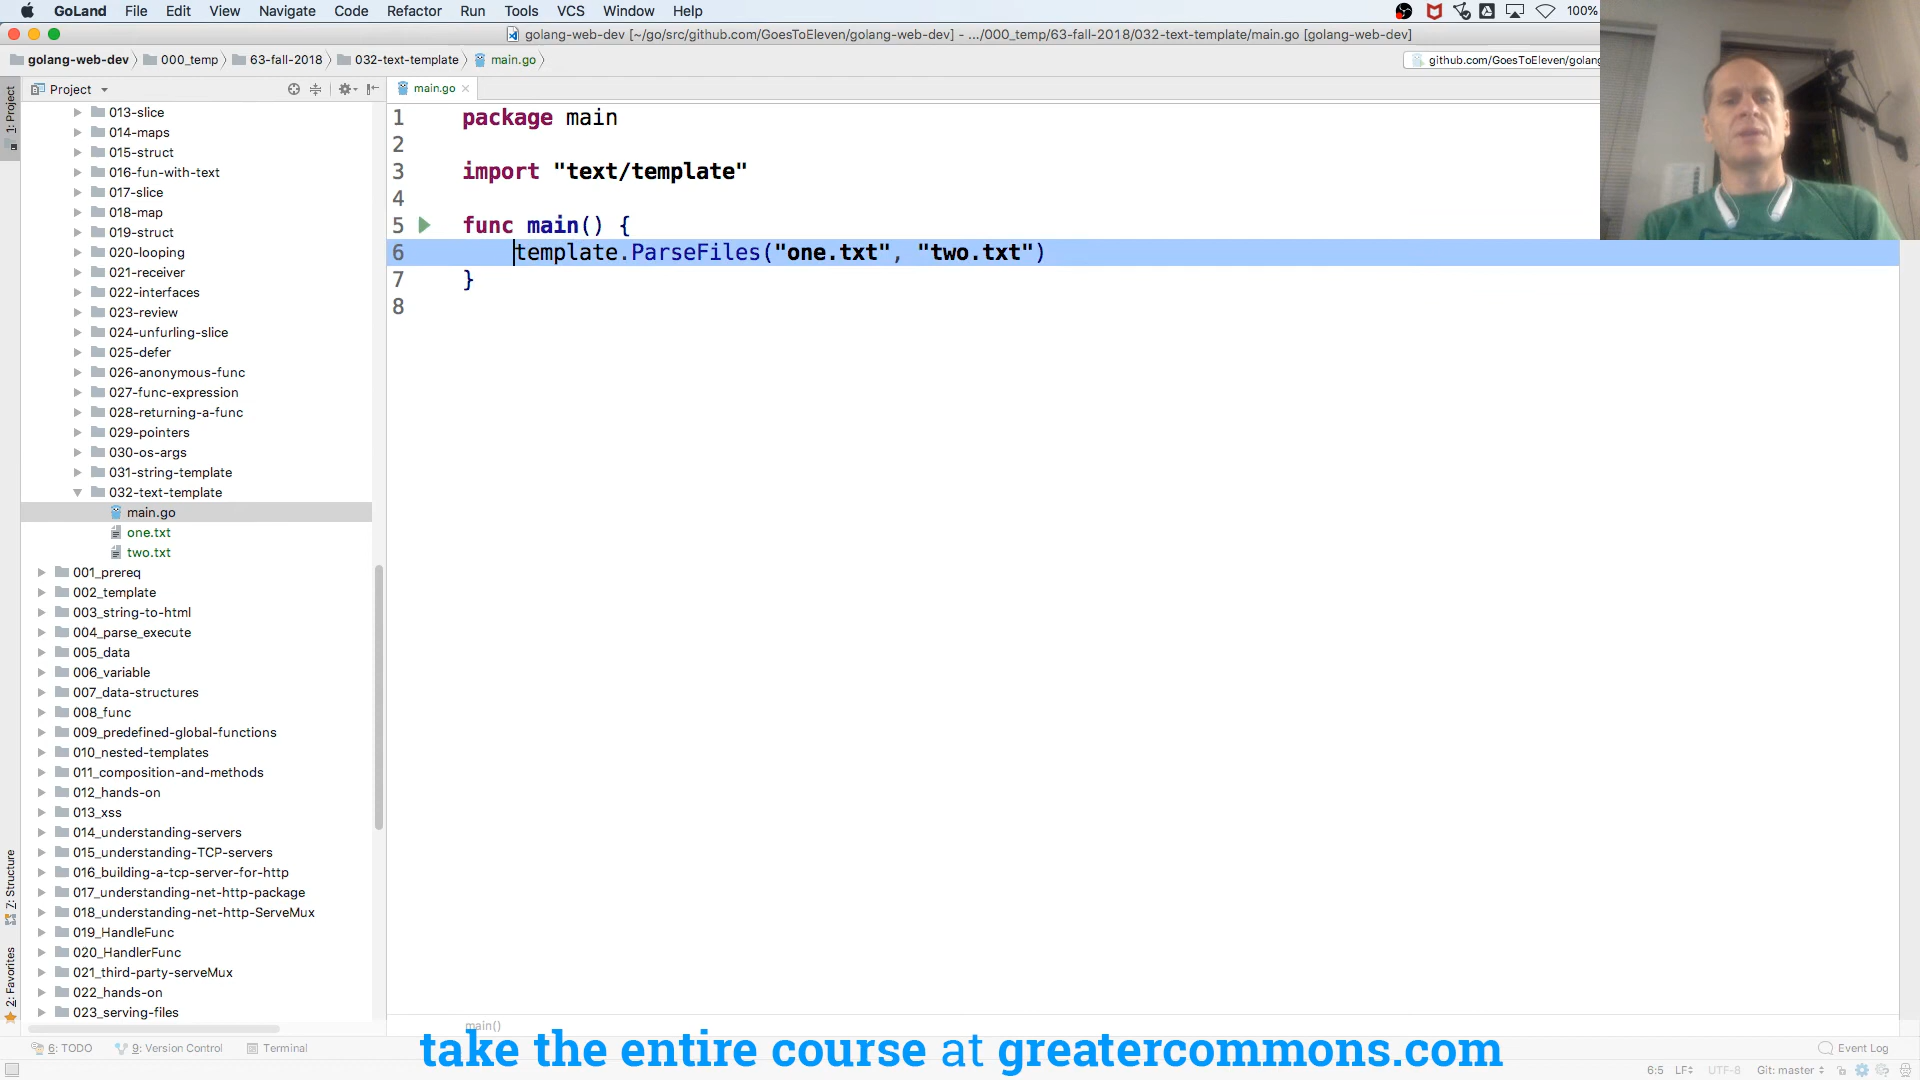 GoLand File Edit View Navigate Code Refactor Run Tools VCS Window Help 100%
golang-web-dev [~/go/src/github.com/GoesToEleven/golang-web-dev] - .../000_temp/63-fall-2018/032-text-template/main.go [golang-web-dev]
golang-web-dev 000_temp 63-fall-2018 032-text-template main.go github.com/GoesToEleven/golang
1: Project
Project
main.go
013-slice
014-maps
015-struct
016-fun-with-text
017-slice
018-map
019-struct
020-looping
021-receiver
022-interfaces
023-review
024-unfurling-slice
025-defer
026-anonymous-func
027-func-expression
028-returning-a-func
029-pointers
030-os-args
031-string-template
032-text-template
main.go
one.txt
two.txt
001_prereq
002_template
003_string-to-html
004_parse_execute
005_data
006_variable
007_data-structures
008_func
009_predefined-global-functions
010_nested-templates
011_composition-and-methods
012_hands-on
013_xss
014_understanding-servers
015_understanding-TCP-servers
016_building-a-tcp-server-for-http
017_understanding-net-http-package
018_understanding-net-http-ServeMux
019_HandleFunc
020_HandlerFunc
021_third-party-serveMux
022_hands-on
023_serving-files
7: Structure
2: Favorites
1 package main
2
3 import "text/template"
4
5 func main() {
6 template.ParseFiles("one.txt", "two.txt")
7 }
8
main()
6: TODO 9: Version Control Terminal
take the entire course at greatercommons.com
Event Log
6:5 LF UTF-8 Git: master